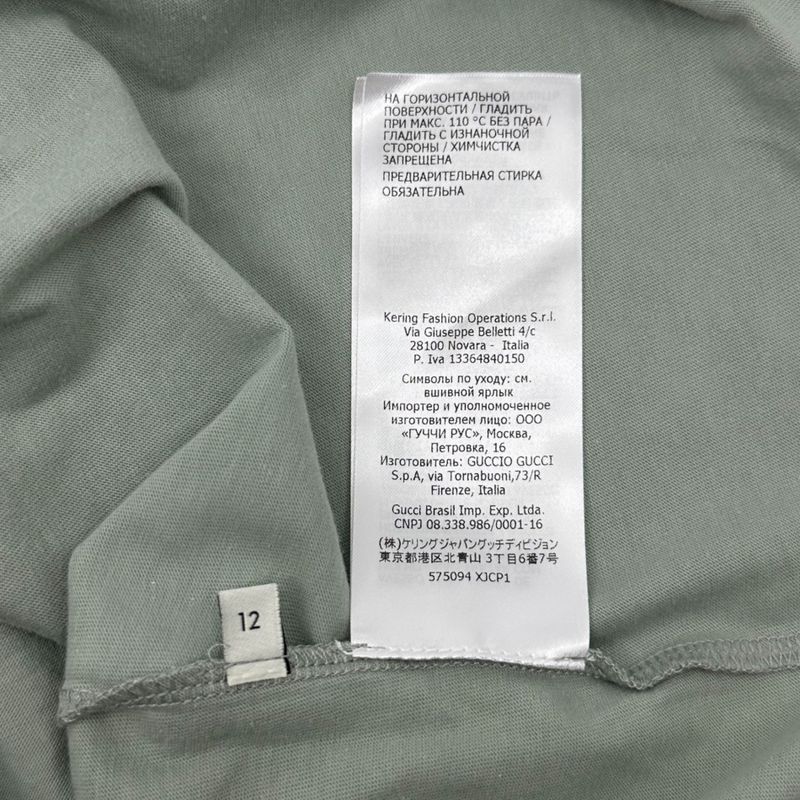 НА ГОРИЗОНТАЛЬНОЙ
ПОВЕРХНОСТИ / ГЛАДИТЬ
ПРИ МАКС. 110 °C БЕЗ ПАРА /
ГЛАДИТЬ С ИЗНАНОЧНОЙ
СТОРОНЫ / ХИМЧИСТКА
ЗАПРЕЩЕНА
ПРЕДВАРИТЕЛЬНАЯ СТИРКА
ОБЯЗАТЕЛЬНА
Kering Fashion Operations S.r.l.
Via Giuseppe Belletti 4/c
28100 Novara - Italia
P. Iva 13364840150
Символы по уходу: см.
вшивной ярлык
Импортер и уполномоченное
изготовителем лицо: ООО
«ГУЧЧИ РУС», Москва,
Петровка, 16
Изготовитель: GUCCIO GUCCI
S.p.A, via Tornabuoni,73/R
Firenze, Italia
Gucci Brasil Imp. Exp. Ltda.
CNPJ 08.338.986/0001-16
(株)ケリングジャパングッチディビジョン
東京都港区北青山 3丁目6番7号
575094 XJCP1
12